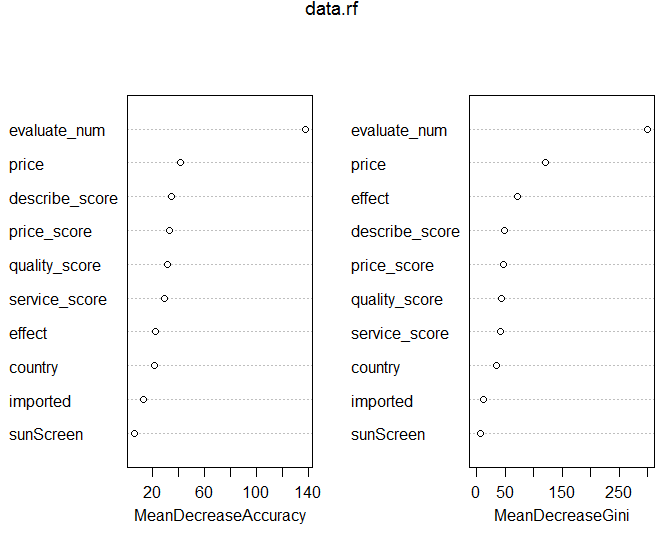 data.rf
evaluate_num
price
describe_score
price_score
quality_score
service_score
effect
country
imported
sunScreen
20 60 100 140
MeanDecreaseAccuracy
evaluate_num
price
effect
describe_score
price_score
quality_score
service_score
country
imported
sunScreen
0 50 150 250
MeanDecreaseGini